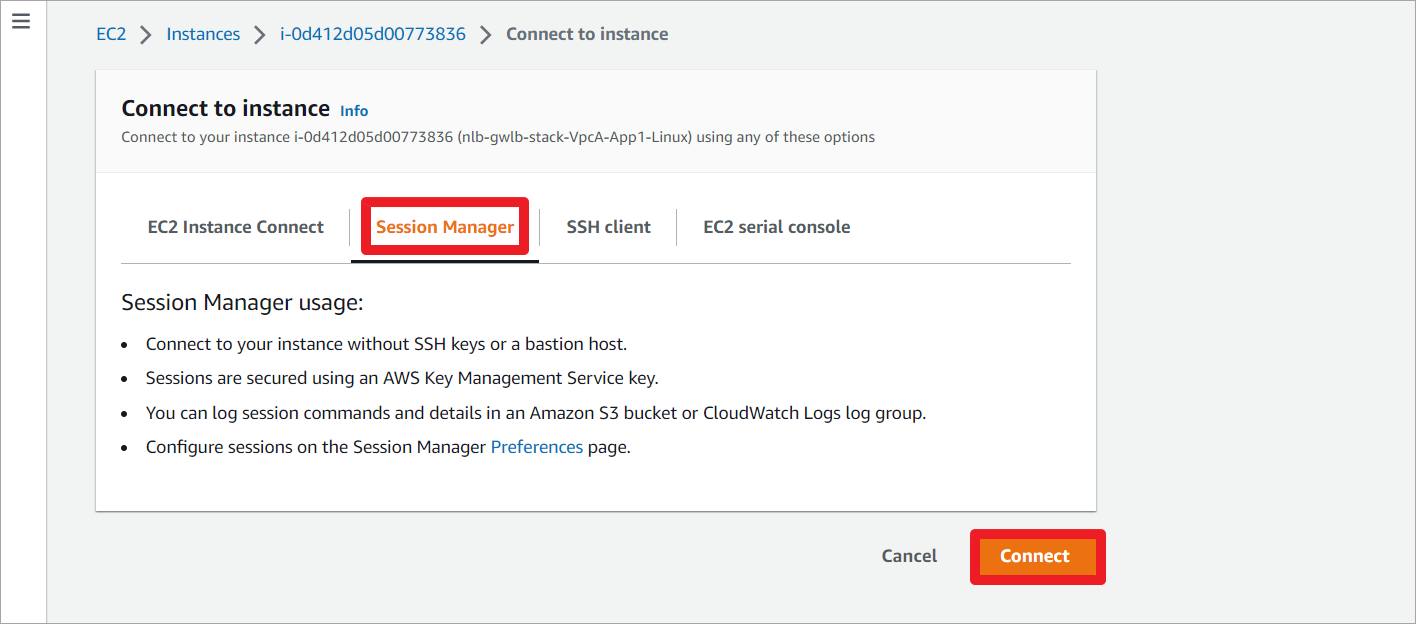 EC2 > Instances > i-0d412d05d00773836 > Connect to instance
Connect to instance Info
Connect to your instance i-0d412d05d00773836 (nlb-gwlb-stack-VpcA-App1-Linux) using any of these options
EC2 Instance Connect Session Manager SSH client EC2 serial console
Session Manager usage:
• Connect to your instance without SSH keys or a bastion host.
• Sessions are secured using an AWS Key Management Service key.
• You can log session commands and details in an Amazon S3 bucket or CloudWatch Logs log group.
• Configure sessions on the Session Manager Preferences page.
Cancel Connect